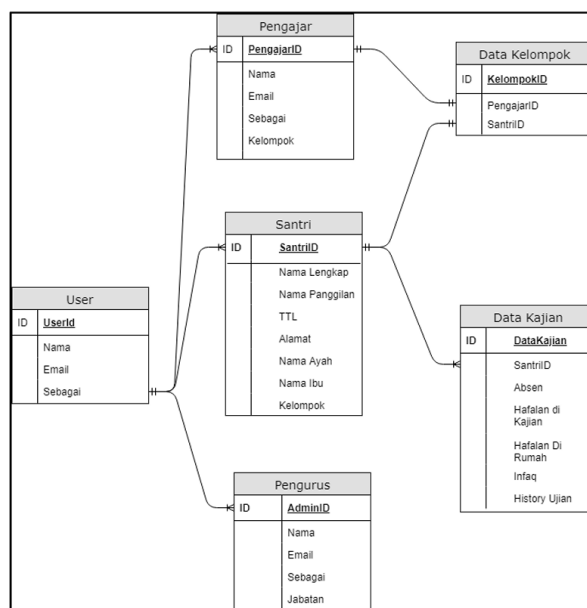 Pengajar
ID PengajarID
Nama
Email
Sebagai
Kelompok
Data Kelompok
ID KelompokID
PengajarID
SantriID
Santri
ID SantriID
Nama Lengkap
Nama Panggilan
TTL
Alamat
Nama Ayah
Nama Ibu
Kelompok
User
ID UserId
Nama
Email
Sebagai
Data Kajian
ID DataKajian
SantriID
Absen
Hafalan di
Kajian
Hafalan Di
Rumah
Infaq
History Ujian
Pengurus
ID AdminID
Nama
Email
Sebagai
Jabatan